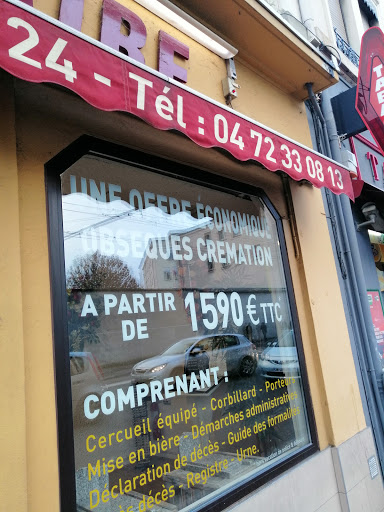 24 - Tél : 04 72 33 08 13
UNE OFFRE ÉCONOMIQUE
OBSÈQUES CRÉMATION
A PARTIR DE 1590 € TTC
COMPRENANT :
Cercueil équipé - Corbillard - Porteurs
Mise en bière - Démarches administratives
Déclaration de décès - Guide des formalités
décès - Registre - Urne.
TA
T